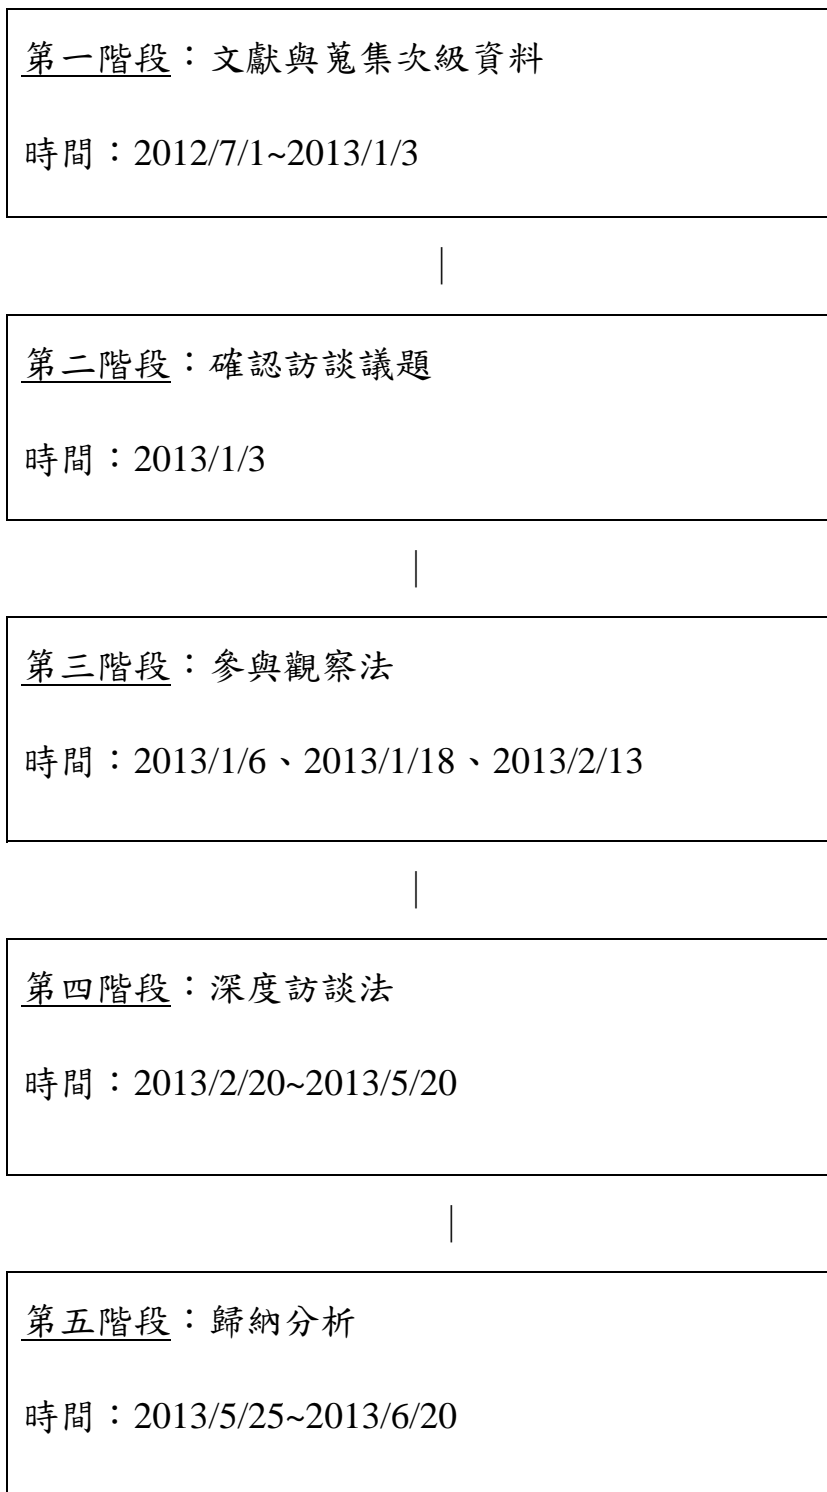 第一階段：文獻與蒐集次級資料
時間：2012/7/1~2013/1/3
第二階段：確認訪談議題
時間：2013/1/3
第三階段：參與觀察法
時間：2013/1/6、2013/1/18、2013/2/13
第四階段：深度訪談法
時間：2013/2/20~2013/5/20
第五階段：歸納分析
時間：2013/5/25~2013/6/20